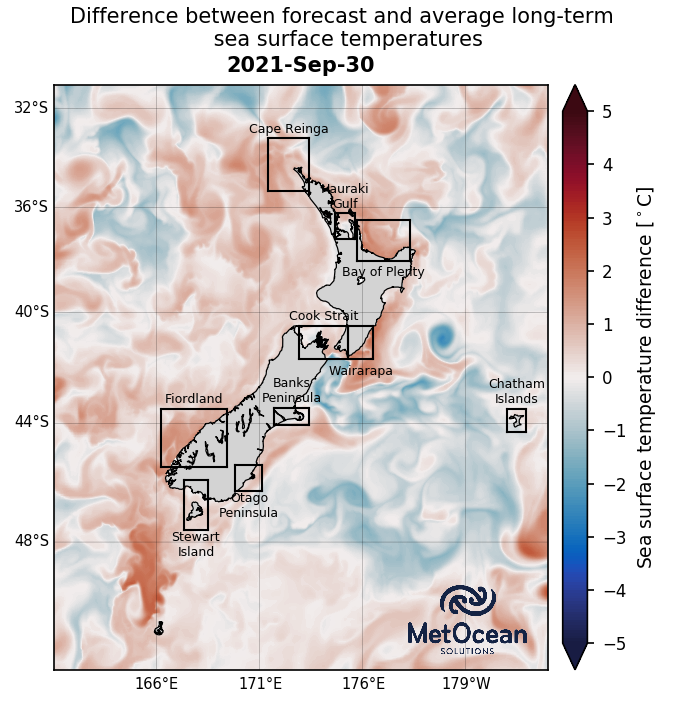 Difference between forecast and average long-term
sea surface temperatures
2021-Sep-30
32°S
36°S
40°S
44°S
48°S
166°E
171°E
176°E
179°W
Cape Reinga
Hauraki
Gulf
Bay of Plenty
Cook Strait
Wairarapa
Banks
Peninsula
Fiordland
Chatham
Islands
Otago
Peninsula
Stewart
Island
MetOcean
SOLUTIONS
5
4
3
2
1
0
−1
−2
−3
−4
−5
Sea surface temperature difference [°C]